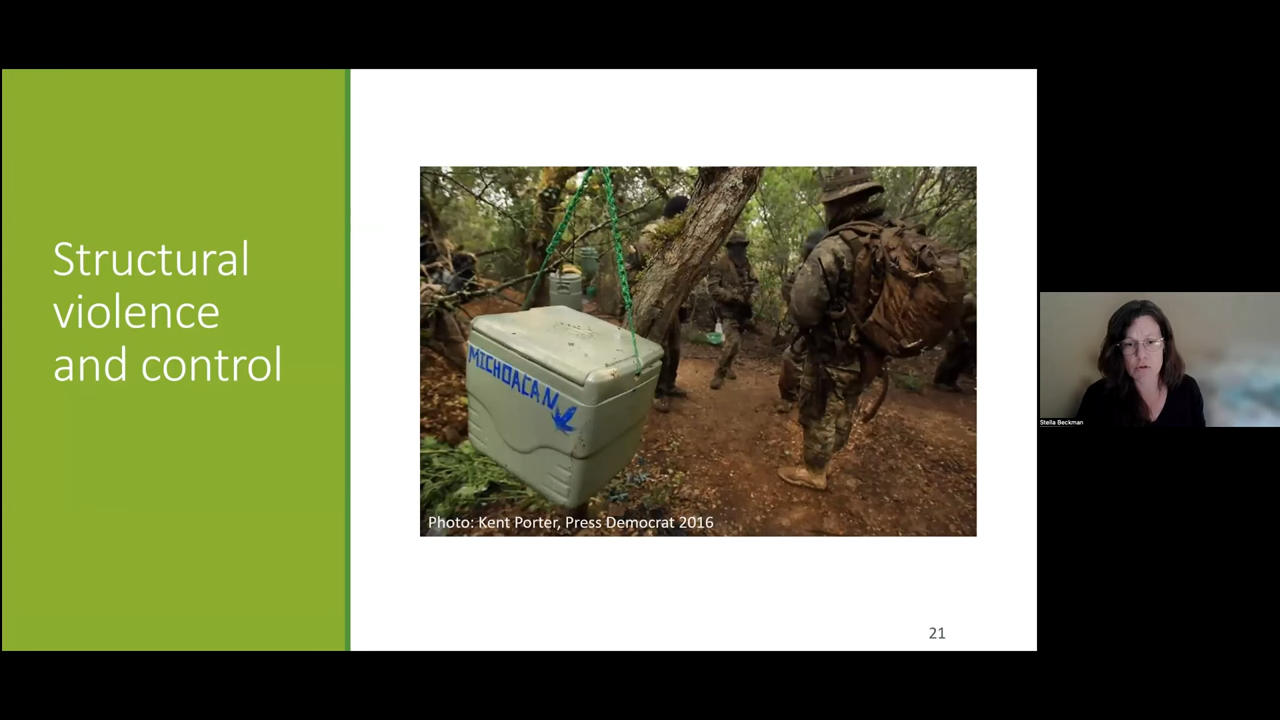 Structural
violence
and control
MICHOACAN
Photo: Kent Porter, Press Democrat 2016
21
Stella Beckman